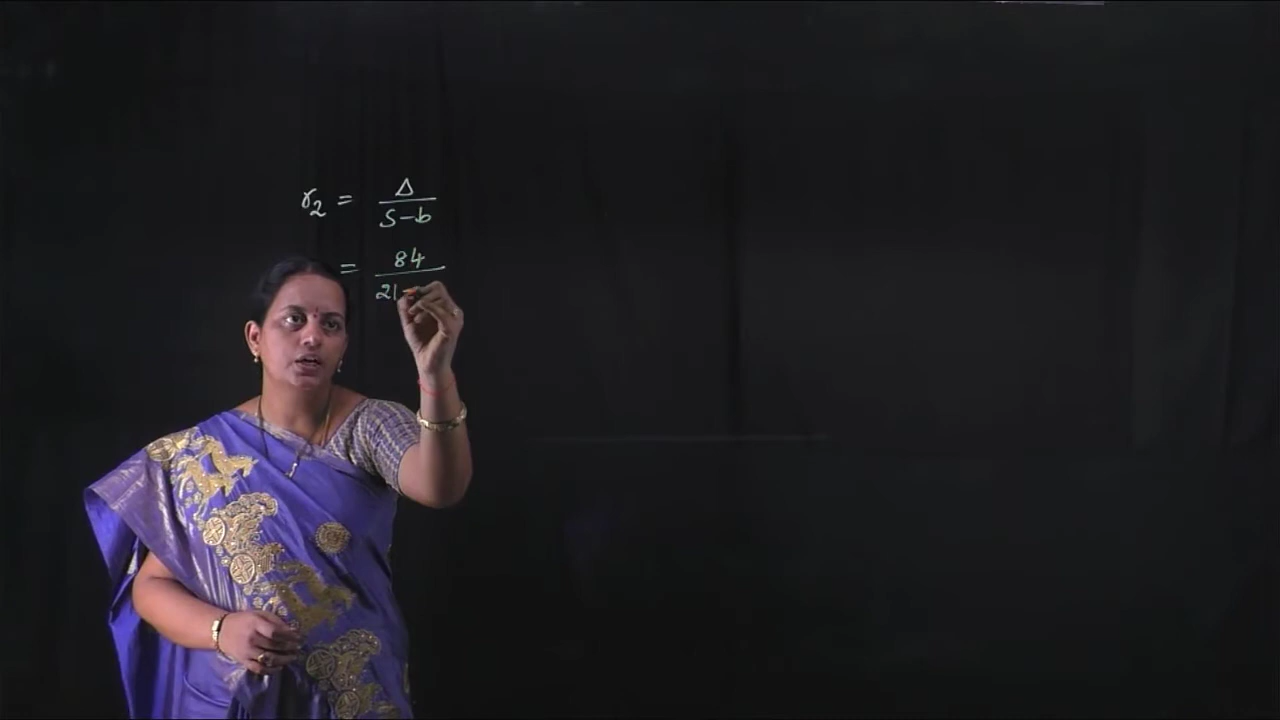 r₂ = Δ / S-b
= 84 / 21-